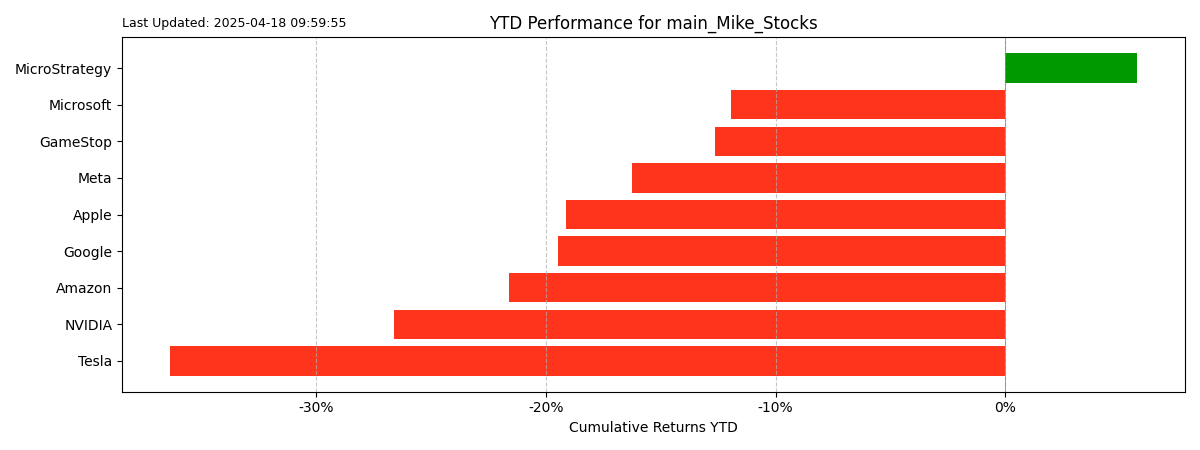 Last Updated: 2025-04-18 09:59:55
YTD Performance for main_Mike_Stocks
MicroStrategy
Microsoft
GameStop
Meta
Apple
Google
Amazon
NVIDIA
Tesla
-30% -20% -10% 0%
Cumulative Returns YTD